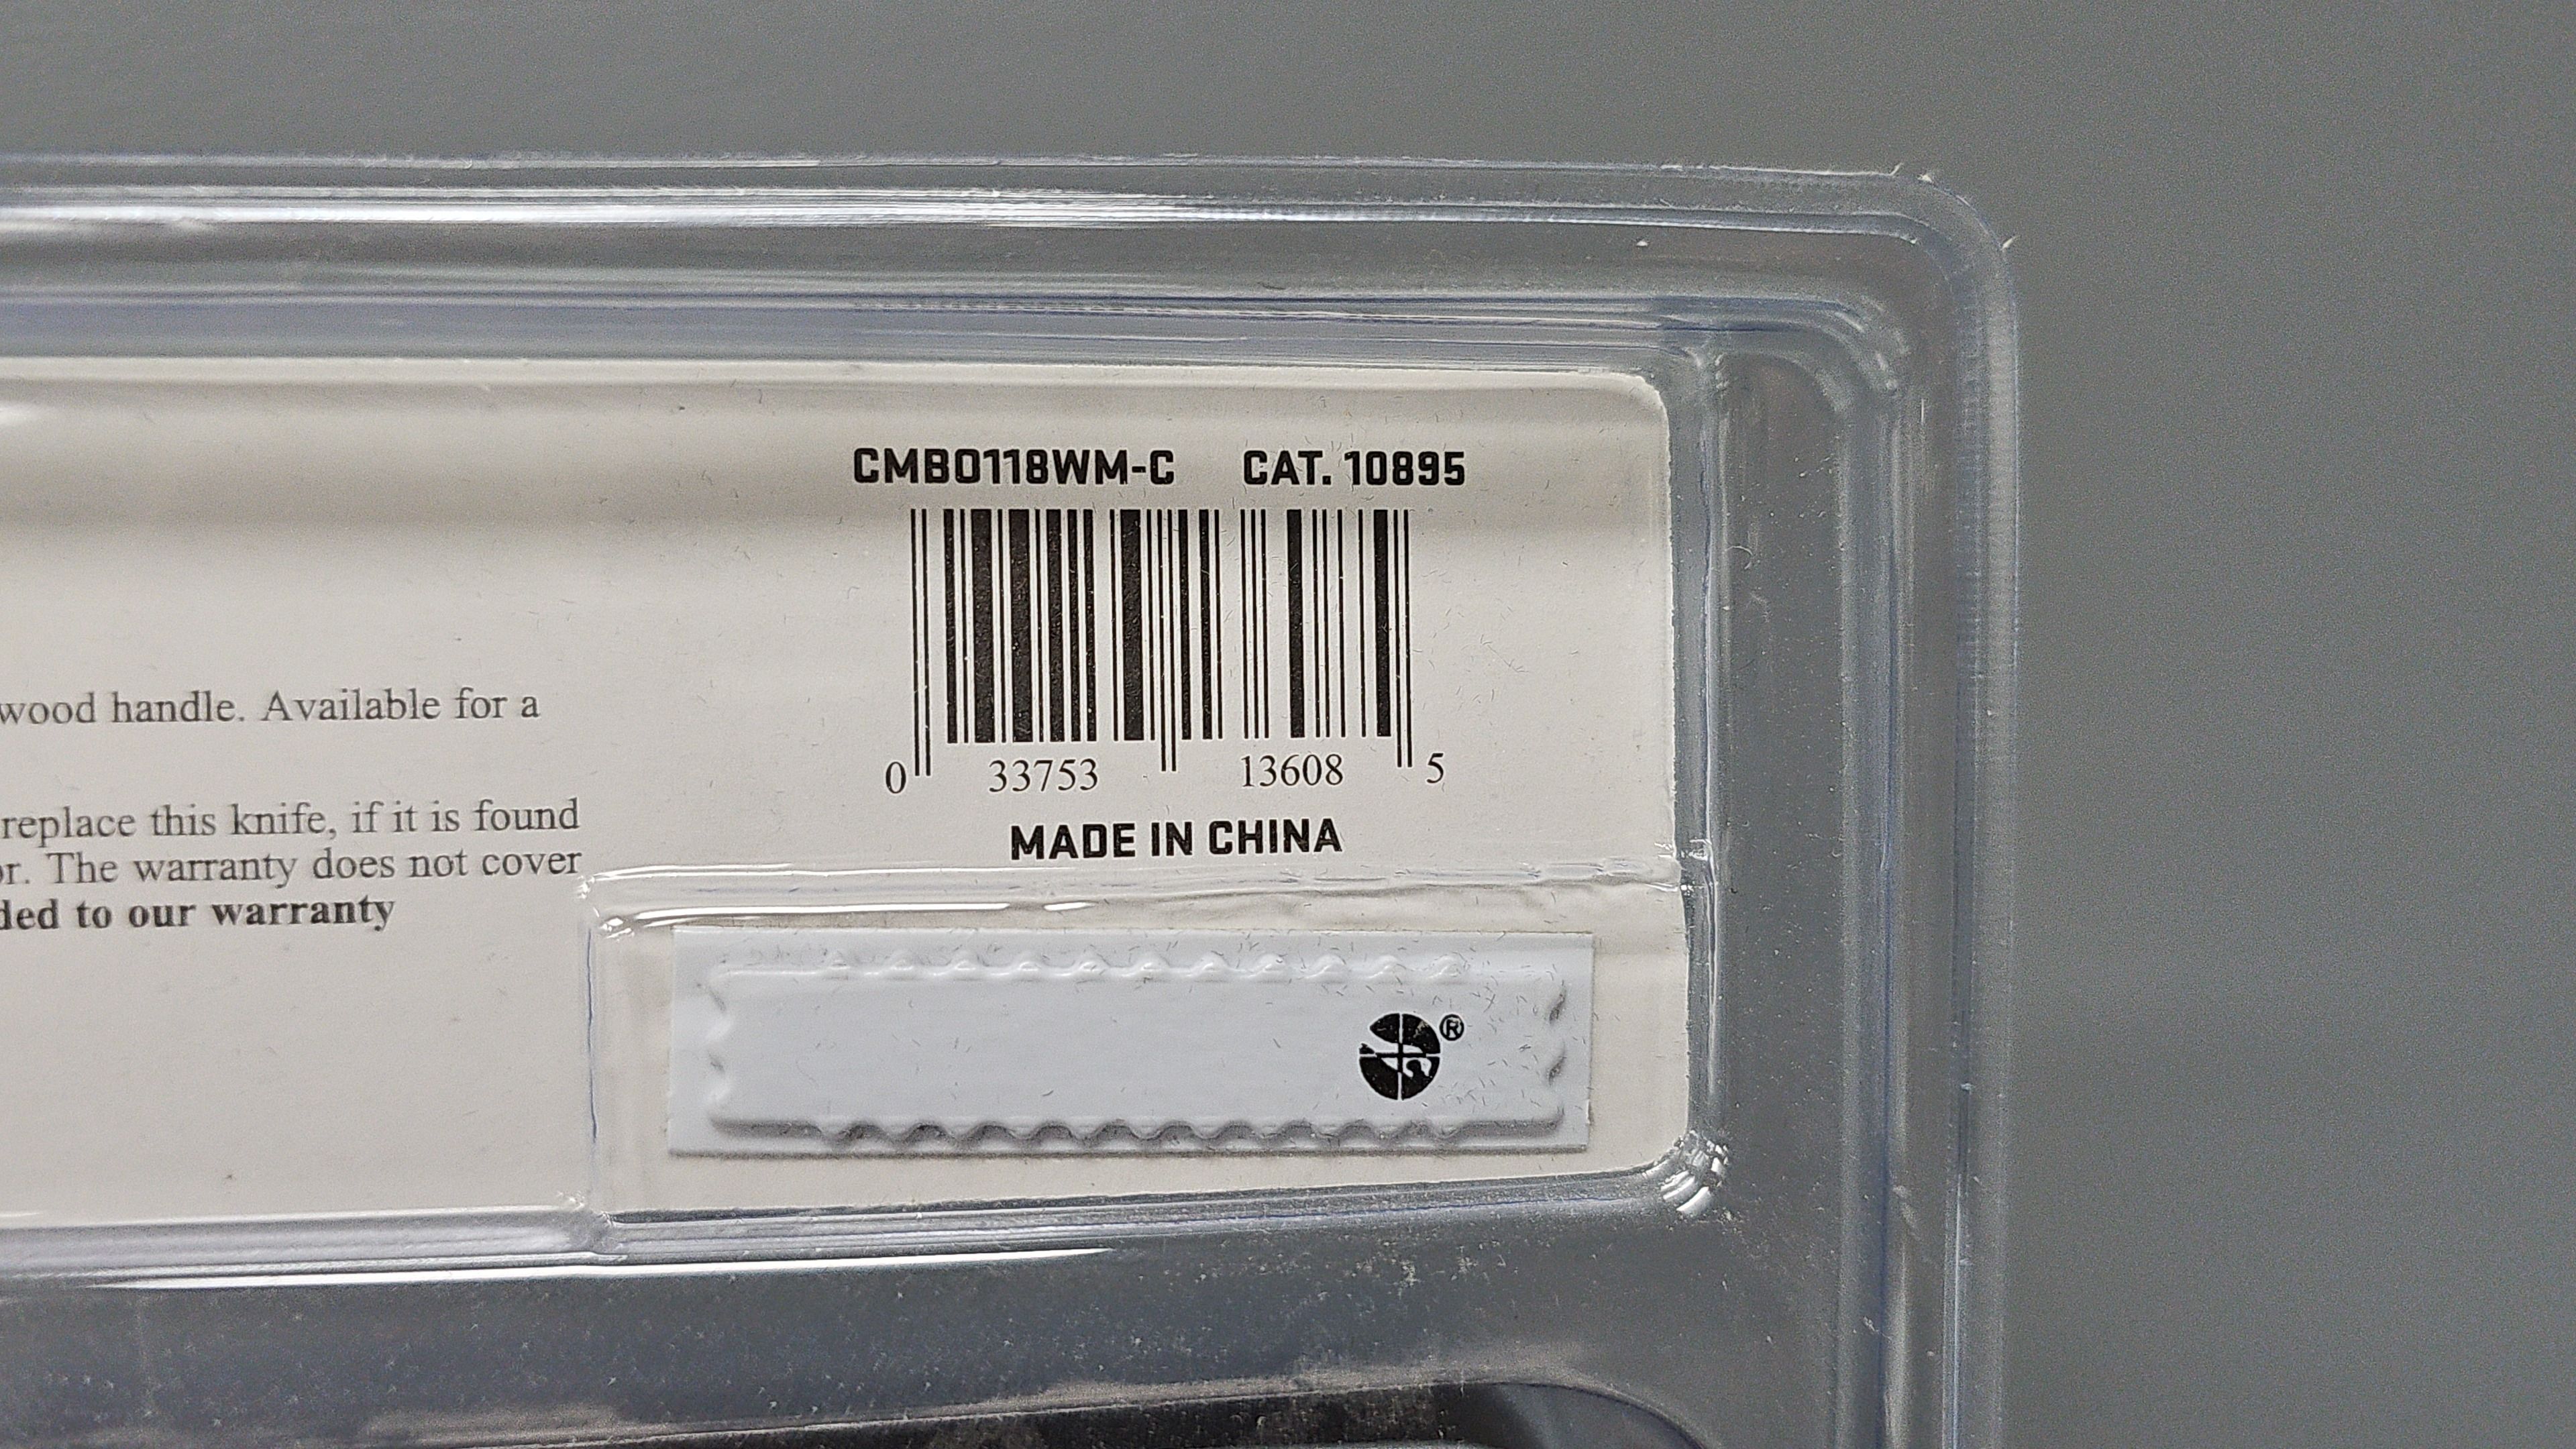 CMB0118WM-C CAT. 10895
0 33753 13608 5
MADE IN CHINA
wood handle. Available for a
replace this knife, if it is found
or. The warranty does not cover
to our warranty
®